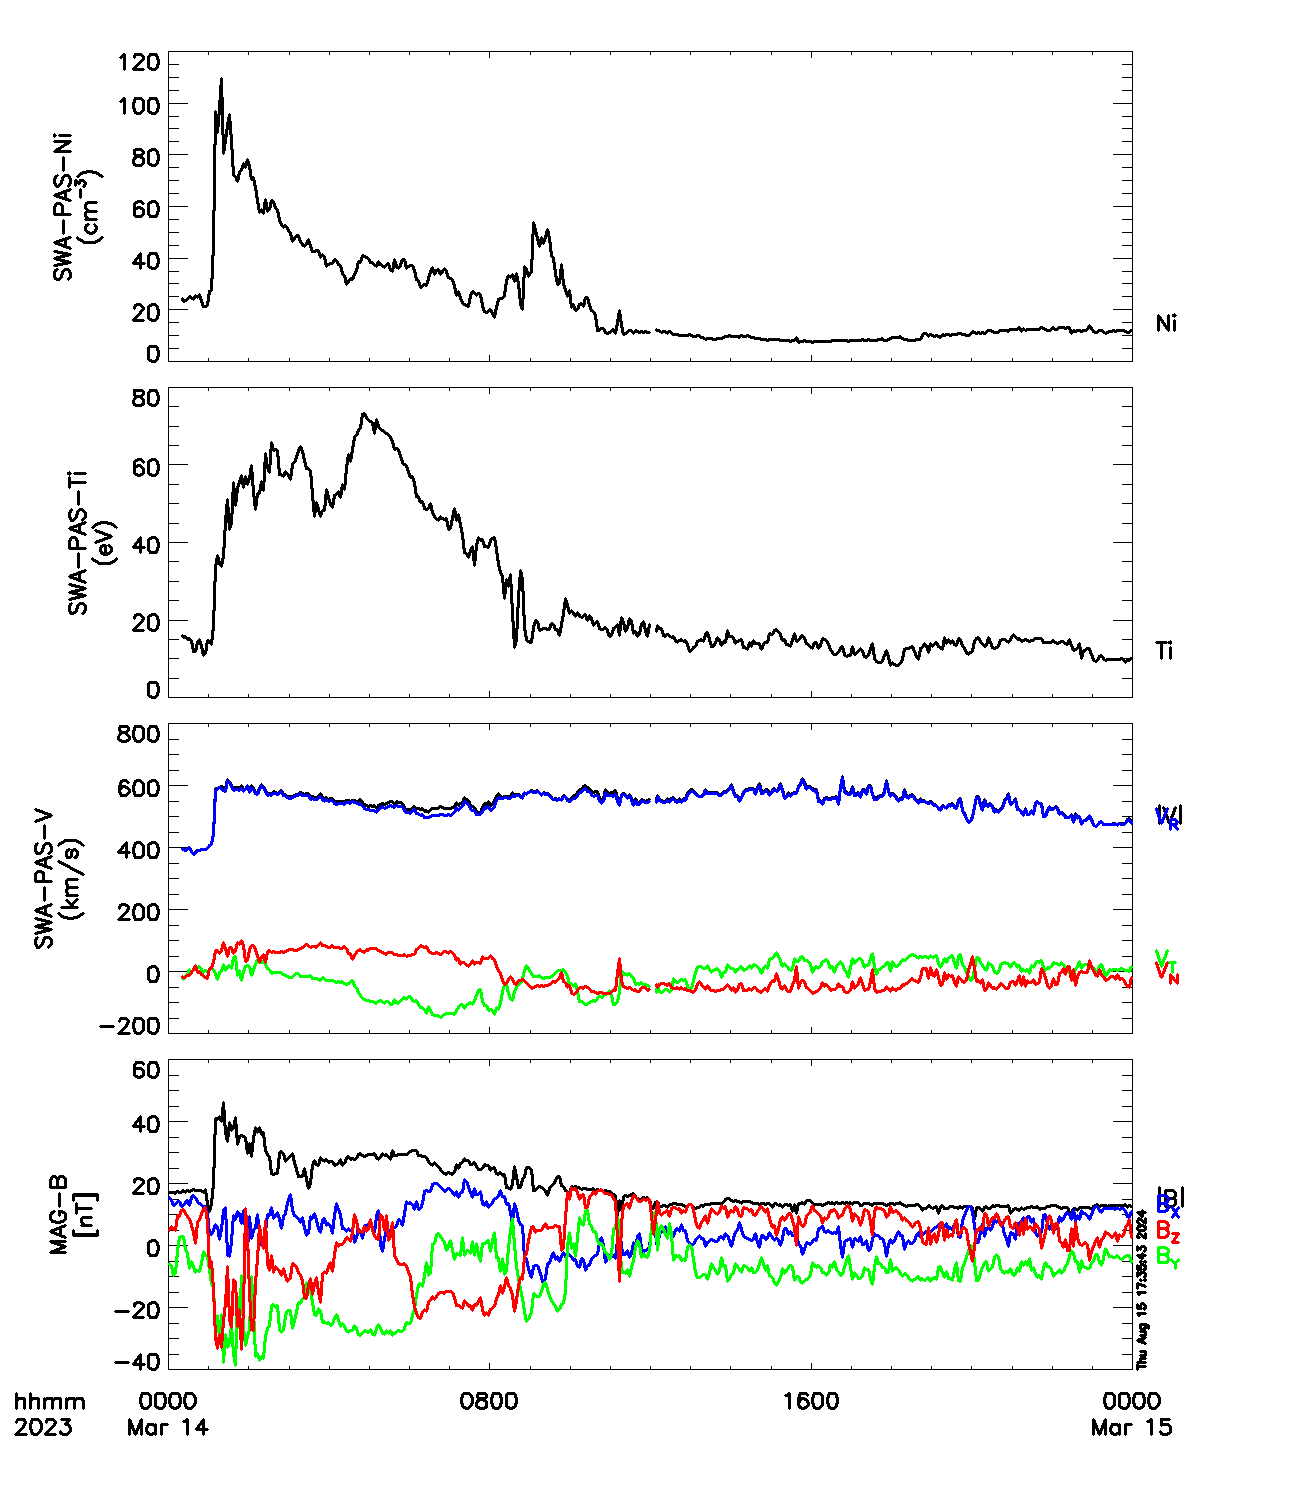 120
100
80
60
40
20
0
SWA-PAS-Ni
(cm⁻³)
Ni
80
60
40
20
0
SWA-PAS-Ti
(eV)
Ti
800
600
400
200
0
-200
SWA-PAS-V
(km/s)
|V|
V_R
V_T
V_N
60
40
20
0
-20
-40
MAG-B
[nT]
|B|
B_X
B_Z
B_Y
Thu Aug 15 17:35:43 2024
hhmm 0000 0800 1600 0000
2023 Mar 14 Mar 15